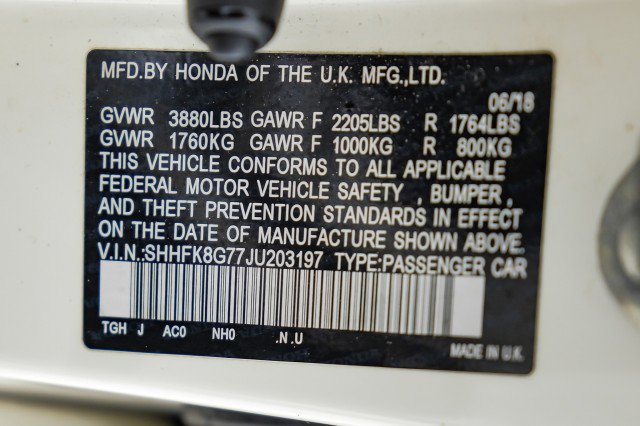 MFD.BY HONDA OF THE U.K. MFG.,LTD.
06/18
GVWR 3880LBS GAWR F 2205LBS R 1764LBS
GVWR 1760KG GAWR F 1000KG R 800KG
THIS VEHICLE CONFORMS TO ALL APPLICABLE
FEDERAL MOTOR VEHICLE SAFETY , BUMPER ,
AND THEFT PREVENTION STANDARDS IN EFFECT
ON THE DATE OF MANUFACTURE SHOWN ABOVE.
V.I.N.:SHHFK8G77JU203197 TYPE:PASSENGER CAR
TGH J AC0 NH0 .N.U
MADE IN U.K.